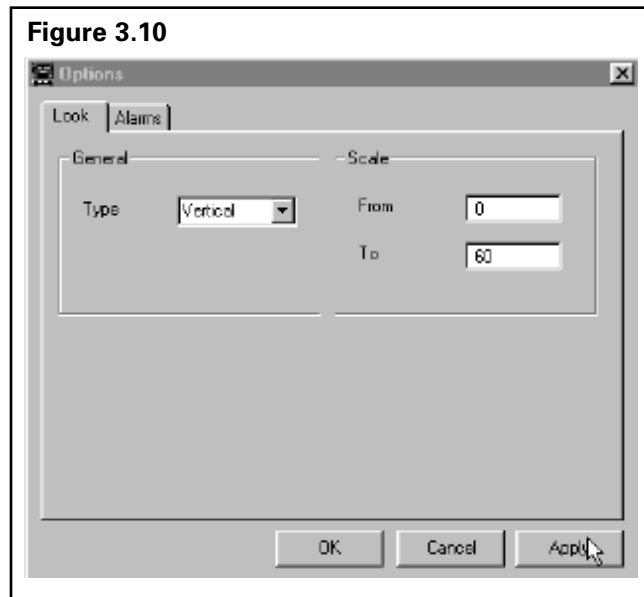 Figure 3.10
Options
Look Alarms
General
Type Vertical
Scale
From 0
To 60
OK Cancel Apply